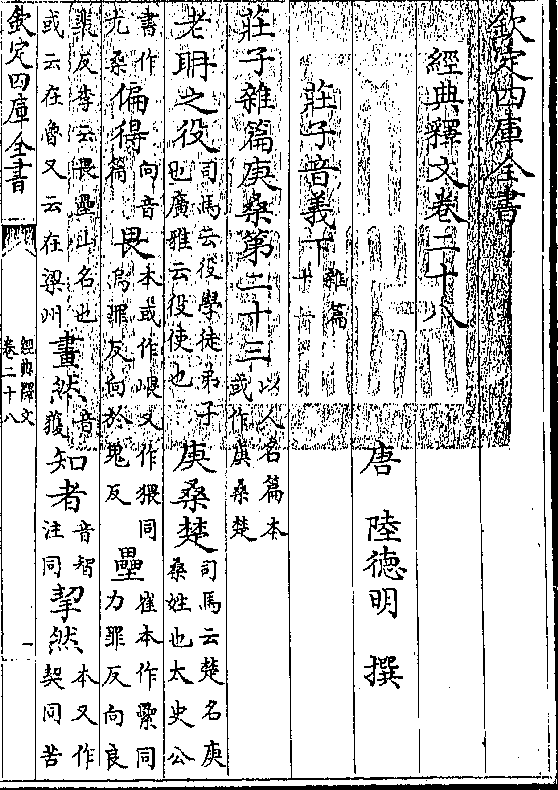 欽定四庫全書
經典釋文卷二十八
唐 陸德明 撰
莊子音義下 雜篇
莊子雜篇庚桑第二十三 以人名篇本或作庚桑楚
老聃之役 司馬云役學徒弟子也廣雅云役使也 庚桑楚 司馬云楚名庚桑姓也太史公
書作亢桑 偏得 向音篇 畏 本或作嵔又作猥同烏罪反向於鬼反 壘 崔本作纍同力罪反向良
裴反李云畏壘山名也或云在魯又云在梁州 畫然 音獲 知者 音智注同 挈然 本又作契同苦
欽定四庫全書
經典釋文
卷二十八
一